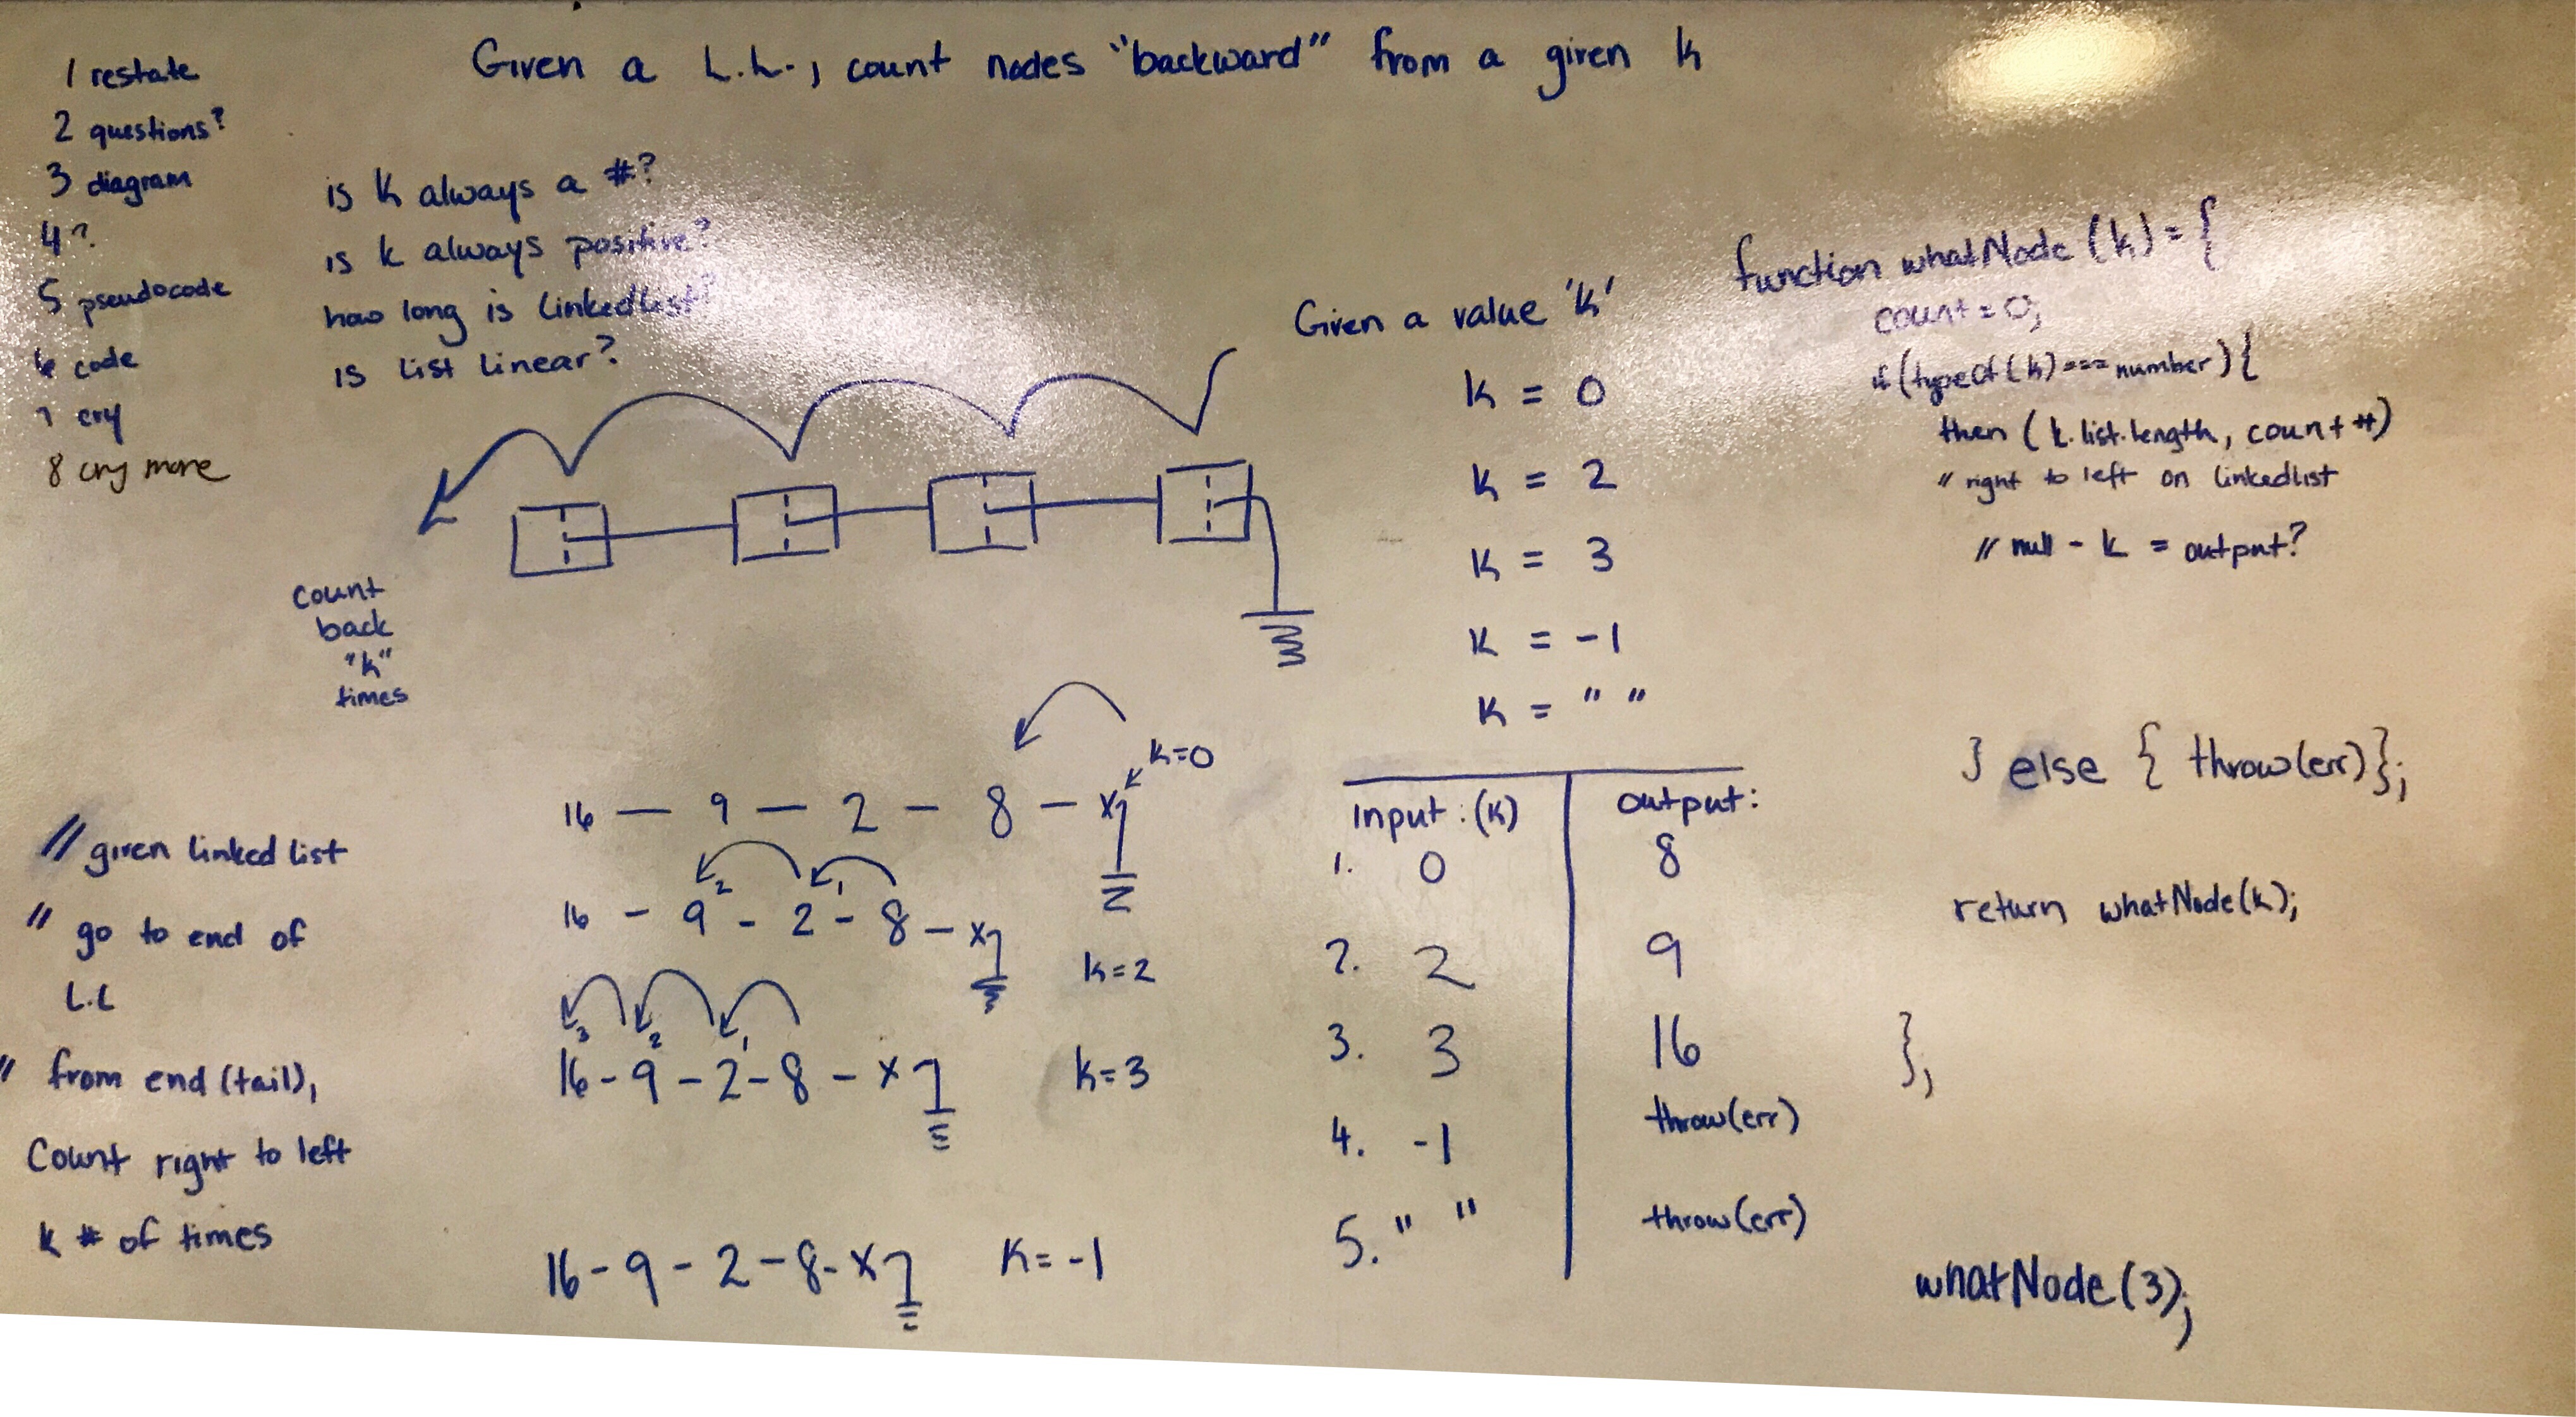 Given a L.L., count nodes "backward" from a given k
1 restate
2 questions?
3 diagram
4 ?
5 pseudocode
6 code
7 cry
8 cry more
is k always a #?
is k always positive?
how long is linkedlist?
is list linear?
count
back
"k"
times
Given a value 'k'
k = 0
k = 2
k = 3
k = -1
k = " "
// given linked list
" go to end of
L.L
" from end (tail),
Count right to left
k # of times
k=0
16 — 9 — 2 — 8 — x
2 1
16 - 9 - 2 - 8 - x
k=2
3 2 1
16 - 9 - 2 - 8 - x k=3
16 - 9 - 2 - 8 - x k = -1
input: (k) output:
1. 0 8
2. 2 9
3. 3 16
4. -1 throw(err)
5. " " throw(err)
function whatNode (k) = {
count = 0;
if (typeof(k) === number) {
then (k.list.length, count #)
" right to left on linkedlist
// null - k = output?
} else { throw(err)};
return whatNode(k);
};
whatNode(3);